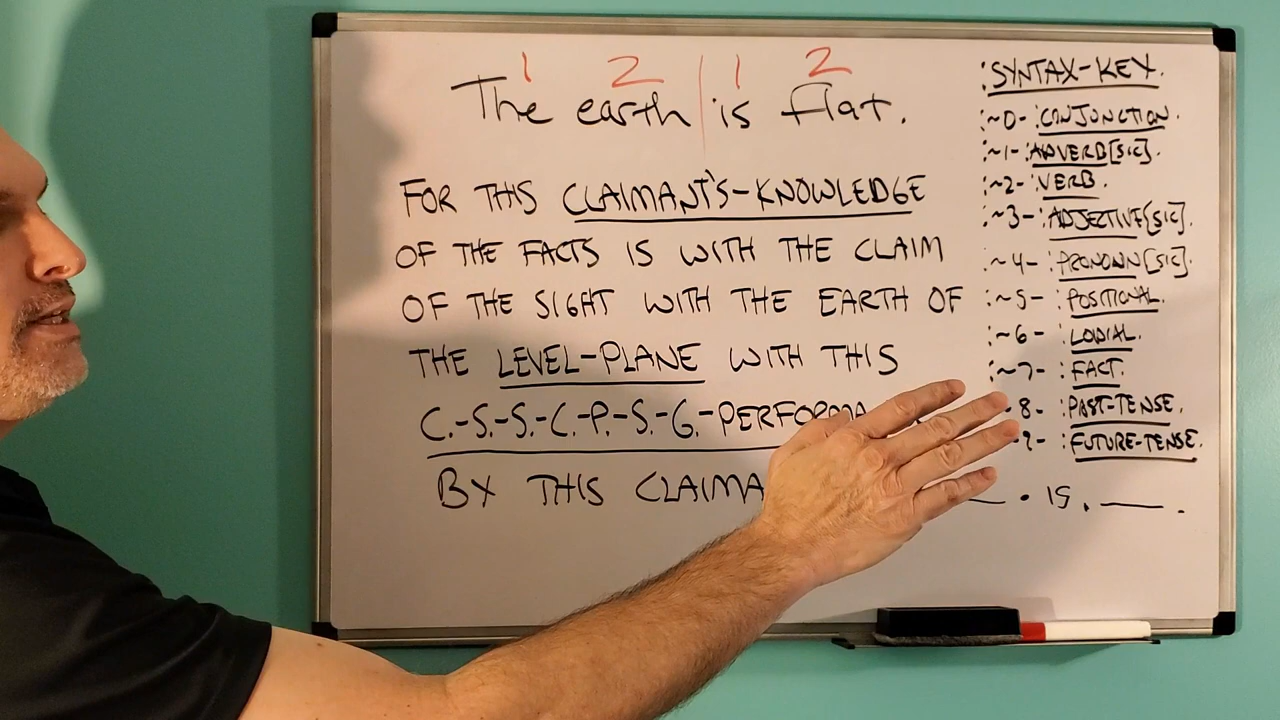 1 2 | 1 2
The earth is flat.
FOR THIS CLAIMANT'S-KNOWLEDGE
OF THE FACTS IS WITH THE CLAIM
OF THE SIGHT WITH THE EARTH OF
THE LEVEL-PLANE WITH THIS
C.-S.-S.-C.-P.-S.-G.-PERFORMA
BY THIS CLAIMA
:SYNTAX-KEY.
:~0- :CONJUNCTION.
:~1- :ADVERB[SIC].
:~2- :VERB.
:~3- :ADJECTIVE[SIC].
:~4- :PRONOUN[SIC].
:~5- :POSITIONAL.
:~6- :LODIAL.
:~7- :FACT.
~8- :PAST-TENSE.
-9- :FUTURE-TENSE.
___. IS. ___.